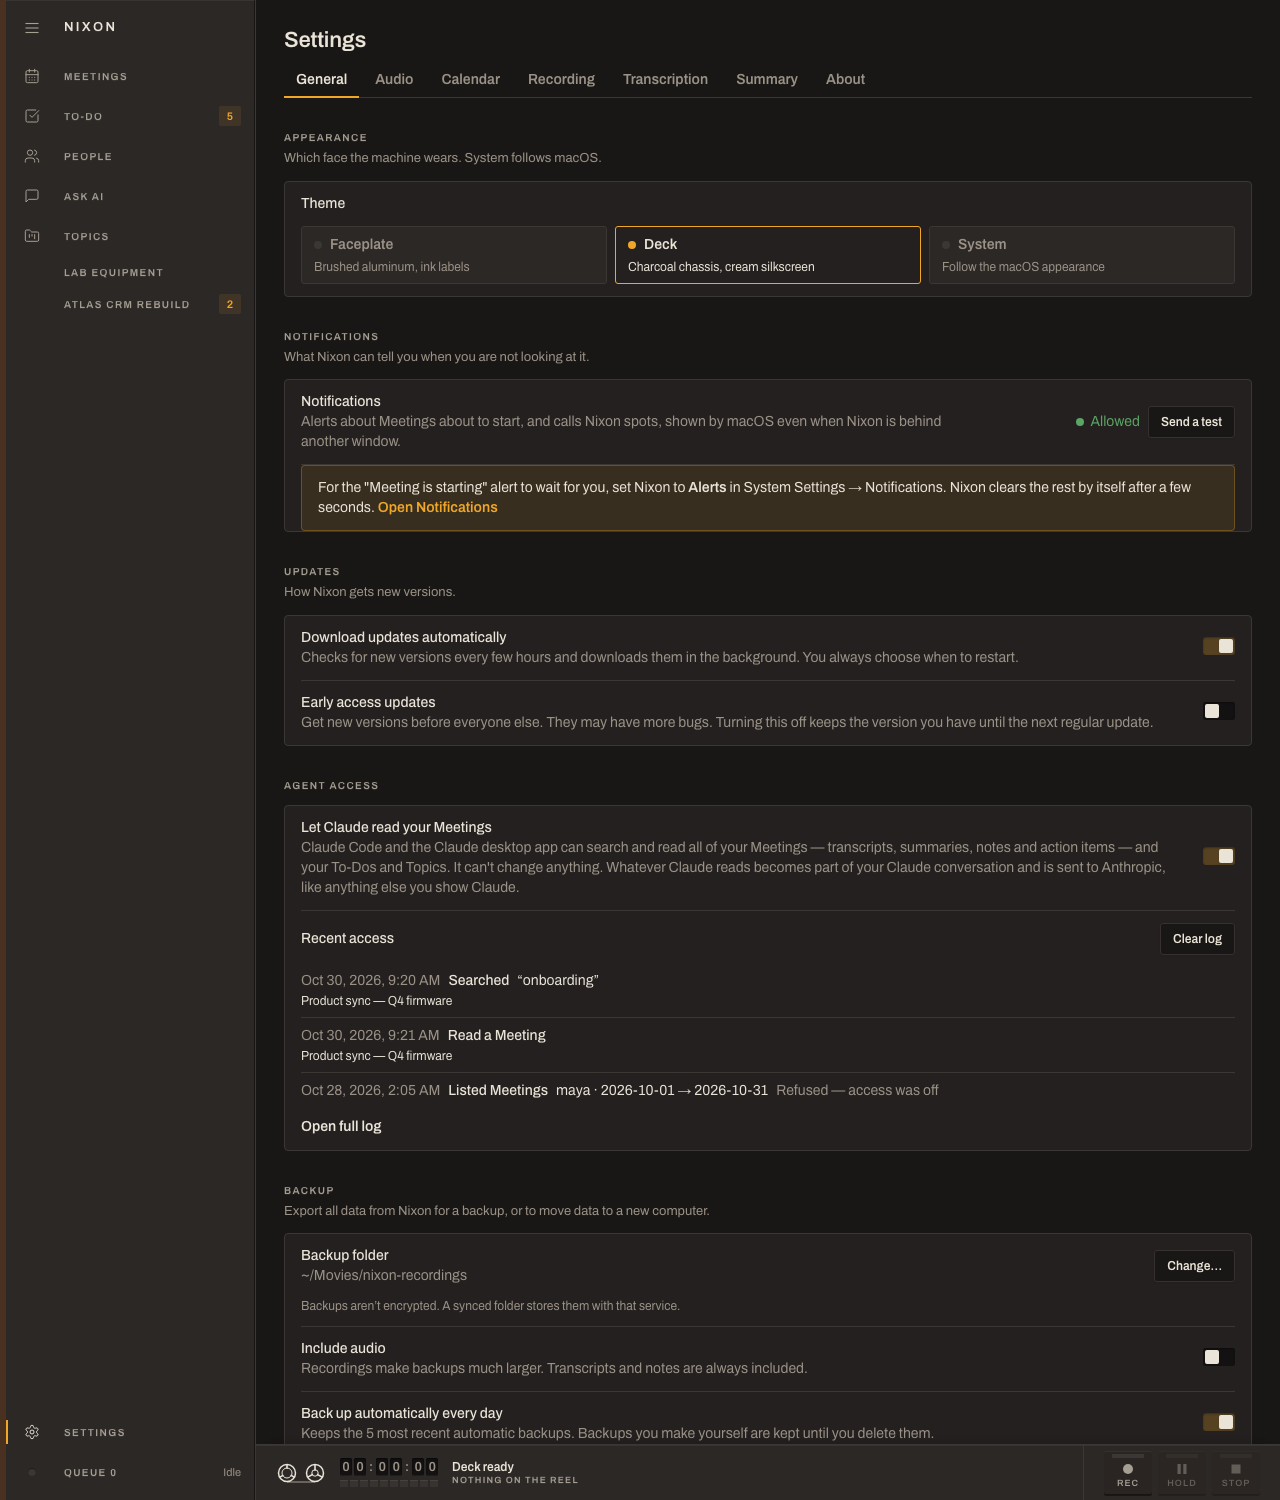 NIXON
MEETINGS
TO-DO 5
PEOPLE
ASK AI
TOPICS
LAB EQUIPMENT
ATLAS CRM REBUILD 2
SETTINGS
QUEUE 0 Idle
Settings
General Audio Calendar Recording Transcription Summary About
APPEARANCE
Which face the machine wears. System follows macOS.
Theme
Faceplate
Brushed aluminum, ink labels
Deck
Charcoal chassis, cream silkscreen
System
Follow the macOS appearance
NOTIFICATIONS
What Nixon can tell you when you are not looking at it.
Notifications
Alerts about Meetings about to start, and calls Nixon spots, shown by macOS even when Nixon is behind
another window.
Allowed Send a test
For the "Meeting is starting" alert to wait for you, set Nixon to Alerts in System Settings → Notifications. Nixon clears the rest by itself after a few
seconds. Open Notifications
UPDATES
How Nixon gets new versions.
Download updates automatically
Checks for new versions every few hours and downloads them in the background. You always choose when to restart.
Early access updates
Get new versions before everyone else. They may have more bugs. Turning this off keeps the version you have until the next regular update.
AGENT ACCESS
Let Claude read your Meetings
Claude Code and the Claude desktop app can search and read all of your Meetings — transcripts, summaries, notes and action items — and
your To-Dos and Topics. It can't change anything. Whatever Claude reads becomes part of your Claude conversation and is sent to Anthropic,
like anything else you show Claude.
Recent access Clear log
Oct 30, 2026, 9:20 AM Searched “onboarding”
Product sync — Q4 firmware
Oct 30, 2026, 9:21 AM Read a Meeting
Product sync — Q4 firmware
Oct 28, 2026, 2:05 AM Listed Meetings maya · 2026-10-01 → 2026-10-31 Refused — access was off
Open full log
BACKUP
Export all data from Nixon for a backup, or to move data to a new computer.
Backup folder
~/Movies/nixon-recordings
Change…
Backups aren’t encrypted. A synced folder stores them with that service.
Include audio
Recordings make backups much larger. Transcripts and notes are always included.
Back up automatically every day
Keeps the 5 most recent automatic backups. Backups you make yourself are kept until you delete them.
00:00:00
Deck ready
NOTHING ON THE REEL
REC HOLD STOP